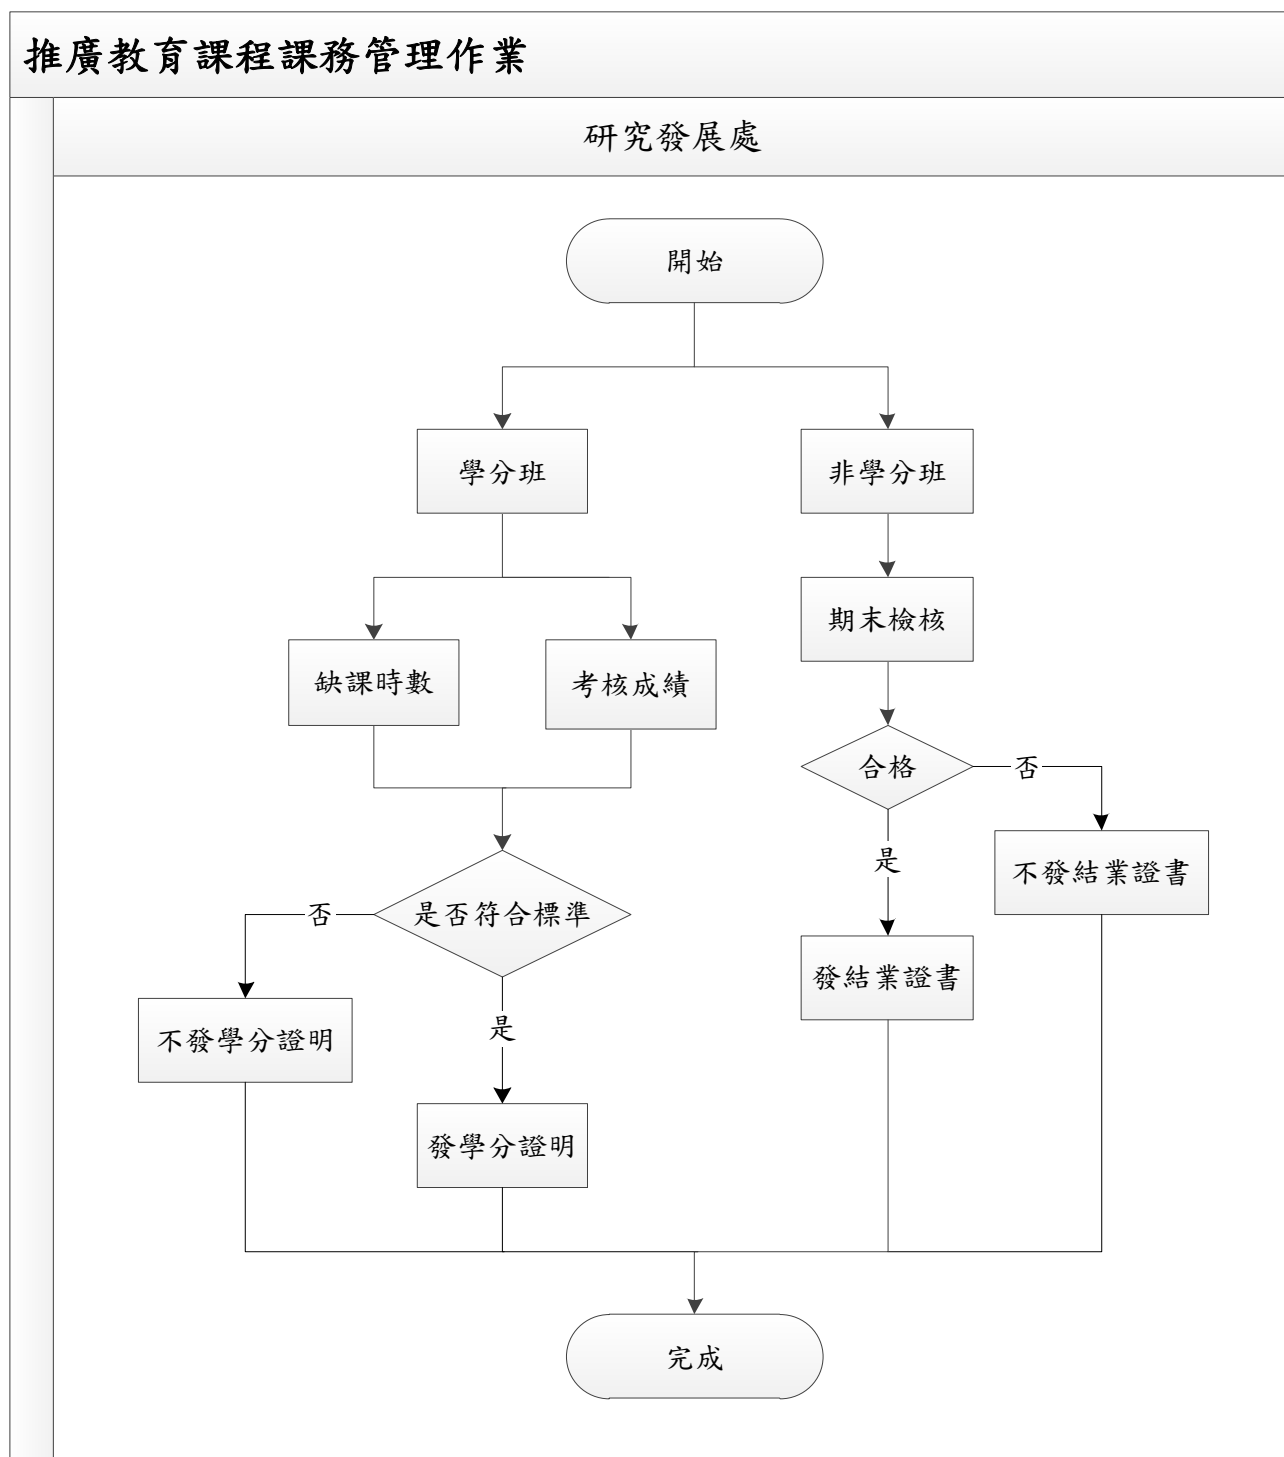 推廣教育課程課務管理作業
研究發展處
開始
學分班
非學分班
期末檢核
缺課時數
考核成績
合格
否
是
不發結業證書
是否符合標準
否
發結業證書
是
不發學分證明
發學分證明
完成